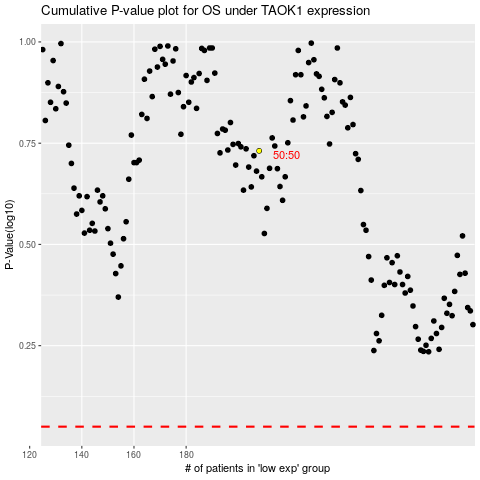 Cumulative P-value plot for OS under TAOK1 expression
P-Value(log10)
1.00
0.75
0.50
0.25
50:50
120 140 160 180
# of patients in 'low exp' group